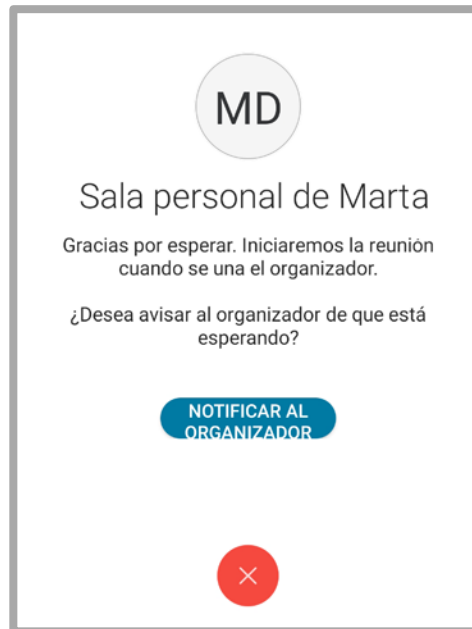 MD
Sala personal de Marta
Gracias por esperar. Iniciaremos la reunión
cuando se una el organizador.
¿Desea avisar al organizador de que está
esperando?
NOTIFICAR AL
ORGANIZADOR